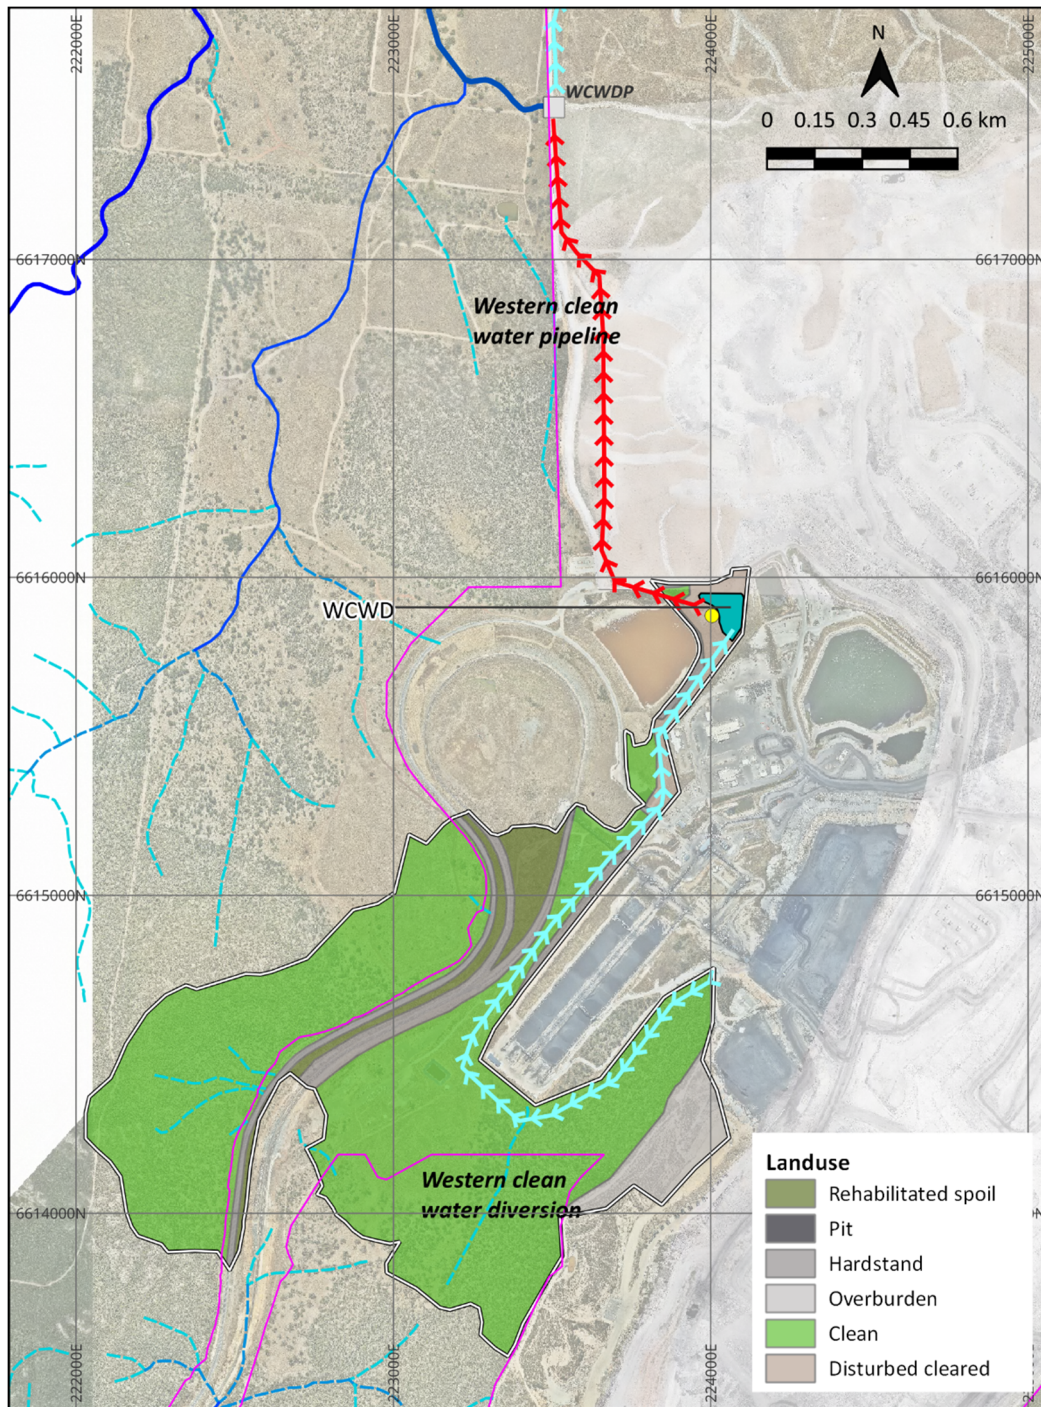 222000E
223000E
224000E
225000E
N
WCWDP
0 0.15 0.3 0.45 0.6 km
6617000N
6617000N
Western clean
water pipeline
6616000N
6616000N
WCWD
6615000N
6615000N
Western clean
water diversion
6614000N
222000E
223000E
224000E
Landuse
Rehabilitated spoil
Pit
Hardstand
Overburden
Clean
Disturbed cleared